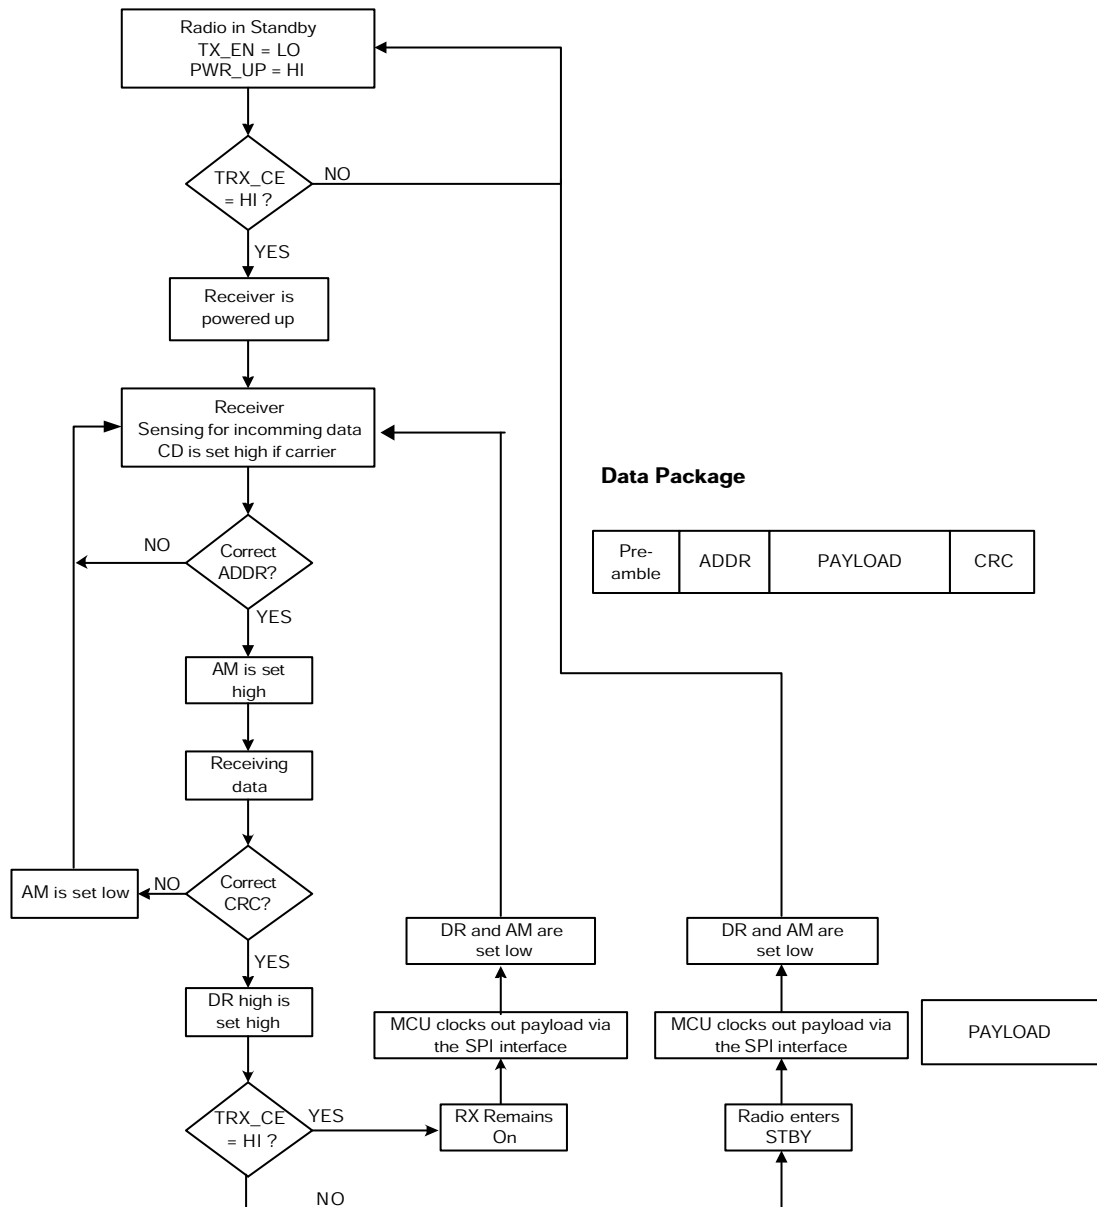 Radio in Standby
TX_EN = LO
PWR_UP = HI
TRX_CE
= HI ?
NO
YES
Receiver is
powered up
Receiver
Sensing for incomming data
CD is set high if carrier
Data Package
Pre-
amble
ADDR
PAYLOAD
CRC
NO
Correct
ADDR?
YES
AM is set
high
Receiving
data
AM is set low
NO
Correct
CRC?
YES
DR and AM are
set low
DR and AM are
set low
DR high is
set high
MCU clocks out payload via
the SPI interface
MCU clocks out payload via
the SPI interface
PAYLOAD
TRX_CE
= HI ?
YES
RX Remains
On
Radio enters
STBY
NO